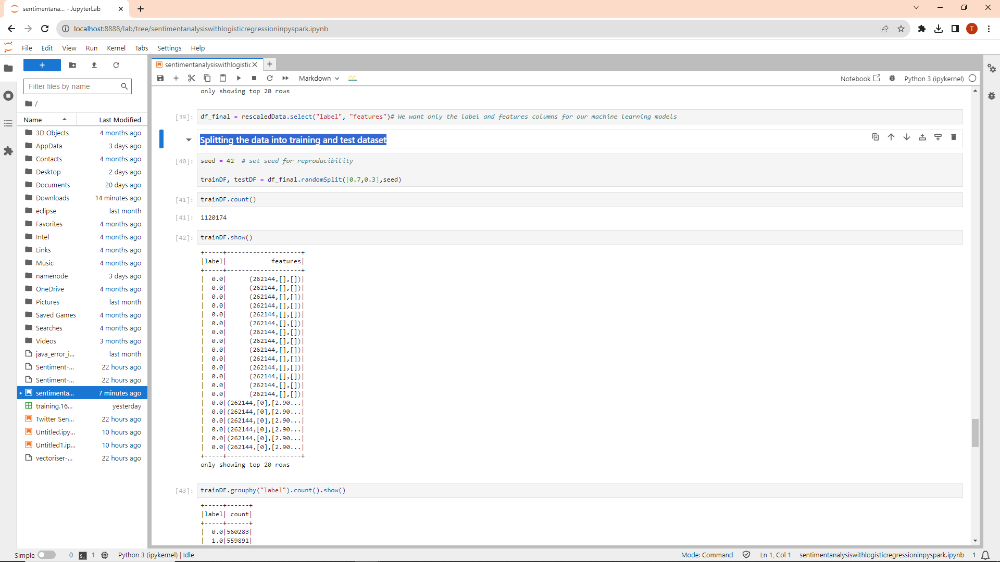 sentimentana... - JupyterLab
localhost:8888/lab/tree/sentimentanalysiswithlogisticregressioninpyspark.ipynb
T
File Edit View Run Kernel Tabs Settings Help
sentimentanalysiswithlogistic
Filter files by name
Markdown
Notebook
Python 3 (ipykernel)
/
Name Last Modified
3D Objects 4 months ago
AppData 3 days ago
Contacts 4 months ago
Desktop 2 days ago
Documents 20 days ago
Downloads 14 minutes ago
eclipse last month
Favorites 4 months ago
Intel 4 months ago
Links 4 months ago
Music 4 months ago
namenode 3 days ago
OneDrive 4 months ago
Pictures last month
Saved Games 4 months ago
Searches 4 months ago
Videos 3 months ago
java_error_i... last month
Sentiment-... 22 hours ago
Sentiment-... 22 hours ago
sentimenta... 7 minutes ago
training.16... yesterday
Twitter Sen... 22 hours ago
Untitled.ipy... 10 hours ago
Untitled1.ip... 10 hours ago
vectoriser-... 22 hours ago
only showing top 20 rows
[39]: df_final = rescaledData.select("label", "features")# We want only the label and features columns for our machine learning models
Splitting the data into training and test dataset
[40]: seed = 42  # set seed for reproducibility
trainDF, testDF = df_final.randomSplit([0.7,0.3],seed)
[41]: trainDF.count()
[41]: 1120174
[42]: trainDF.show()
+-----+--------------------+
|label|            features|
+-----+--------------------+
|  0.0|      (262144,[],[])|
|  0.0|      (262144,[],[])|
|  0.0|      (262144,[],[])|
|  0.0|      (262144,[],[])|
|  0.0|      (262144,[],[])|
|  0.0|      (262144,[],[])|
|  0.0|      (262144,[],[])|
|  0.0|      (262144,[],[])|
|  0.0|      (262144,[],[])|
|  0.0|      (262144,[],[])|
|  0.0|      (262144,[],[])|
|  0.0|      (262144,[],[])|
|  0.0|      (262144,[],[])|
|  0.0|      (262144,[],[])|
|  0.0|(262144,[0],[2.90...|
|  0.0|(262144,[0],[2.90...|
|  0.0|(262144,[0],[2.90...|
|  0.0|(262144,[0],[2.90...|
|  0.0|(262144,[0],[2.90...|
|  0.0|(262144,[0],[2.90...|
+-----+--------------------+
only showing top 20 rows
[43]: trainDF.groupby("label").count().show()
+-----+------+
|label| count|
+-----+------+
|  0.0|560283|
|  1.0|559891|
Simple 0 $_ 1 Python 3 (ipykernel) | Idle
Mode: Command Ln 1, Col 1 sentimentanalysiswithlogisticregressioninpyspark.ipynb 1